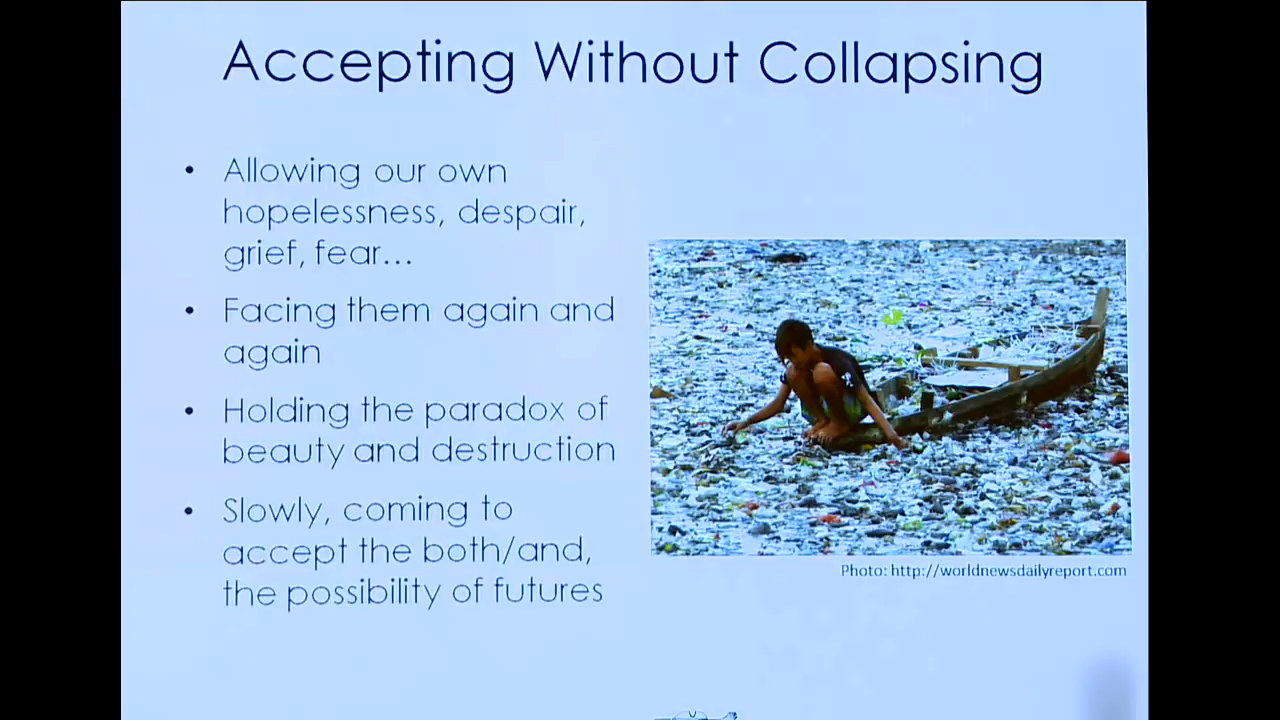 Accepting Without Collapsing
• Allowing our own
hopelessness, despair,
grief, fear...
• Facing them again and
again
• Holding the paradox of
beauty and destruction
• Slowly, coming to
accept the both/and,
the possibility of futures
Photo: http://worldnewsdailyreport.com